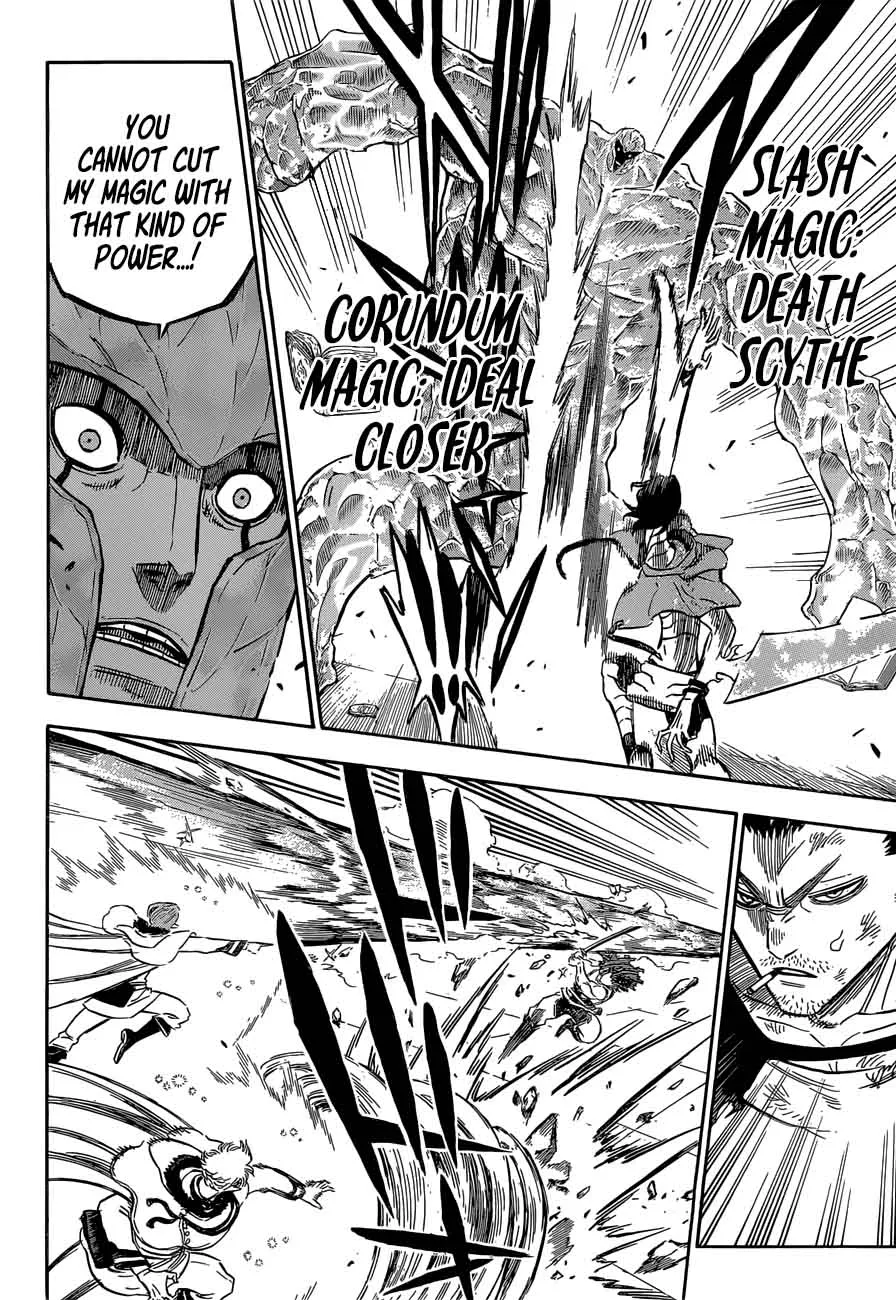 SLASH
MAGIC:
DEATH
SCYTHE
CORUNDUM
MAGIC: IDEAL
CLOSER
YOU
CANNOT CUT
MY MAGIC WITH
THAT KIND OF
POWER...!